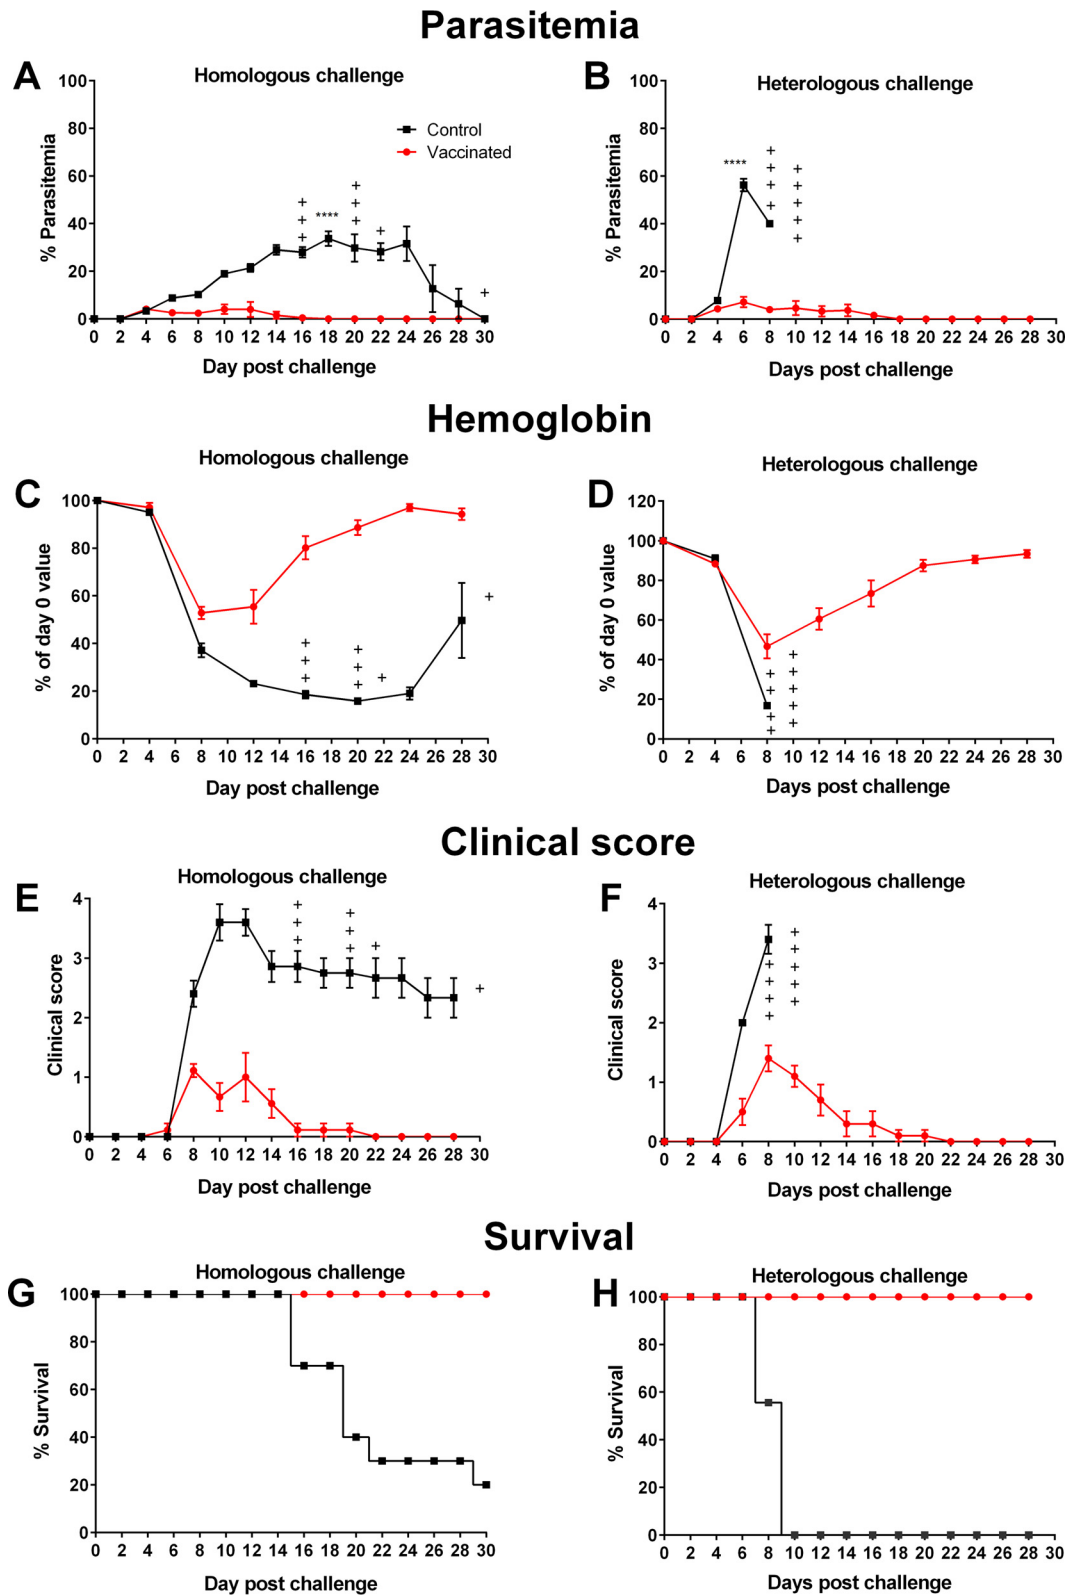 Parasitemia
A
Homologous challenge
% Parasitemia
100
80
60
40
20
0
Control
Vaccinated
+
+
+
****
+
+
+
+
+
0 2 4 6 8 10 12 14 16 18 20 22 24 26 28 30
Day post challenge
B
Heterologous challenge
% Parasitemia
100
80
60
40
20
0
****
+
+
+
+
+
+
+
+
+
0 2 4 6 8 10 12 14 16 18 20 22 24 26 28 30
Days post challenge
Hemoglobin
C
Homologous challenge
% of day 0 value
100
80
60
40
20
0
+
+
+
+
+
+
+
+
0 2 4 6 8 10 12 14 16 18 20 22 24 26 28 30
Day post challenge
D
Heterologous challenge
% of day 0 value
120
100
80
60
40
20
0
+
+
+
+
+
+
+
+
0 2 4 6 8 10 12 14 16 18 20 22 24 26 28 30
Days post challenge
Clinical score
E
Homologous challenge
Clinical score
4
3
2
1
0
+
+
+
+
+
+
+
+
0 2 4 6 8 10 12 14 16 18 20 22 24 26 28 30
Day post challenge
F
Heterologous challenge
Clinical score
4
3
2
1
0
+
+
+
+
+
+
+
+
+
0 2 4 6 8 10 12 14 16 18 20 22 24 26 28 30
Days post challenge
Survival
G
Homologous challenge
% Survival
100
80
60
40
20
0
0 2 4 6 8 10 12 14 16 18 20 22 24 26 28 30
Day post challenge
H
Heterologous challenge
% Survival
100
80
60
40
20
0
0 2 4 6 8 10 12 14 16 18 20 22 24 26 28 30
Days post challenge